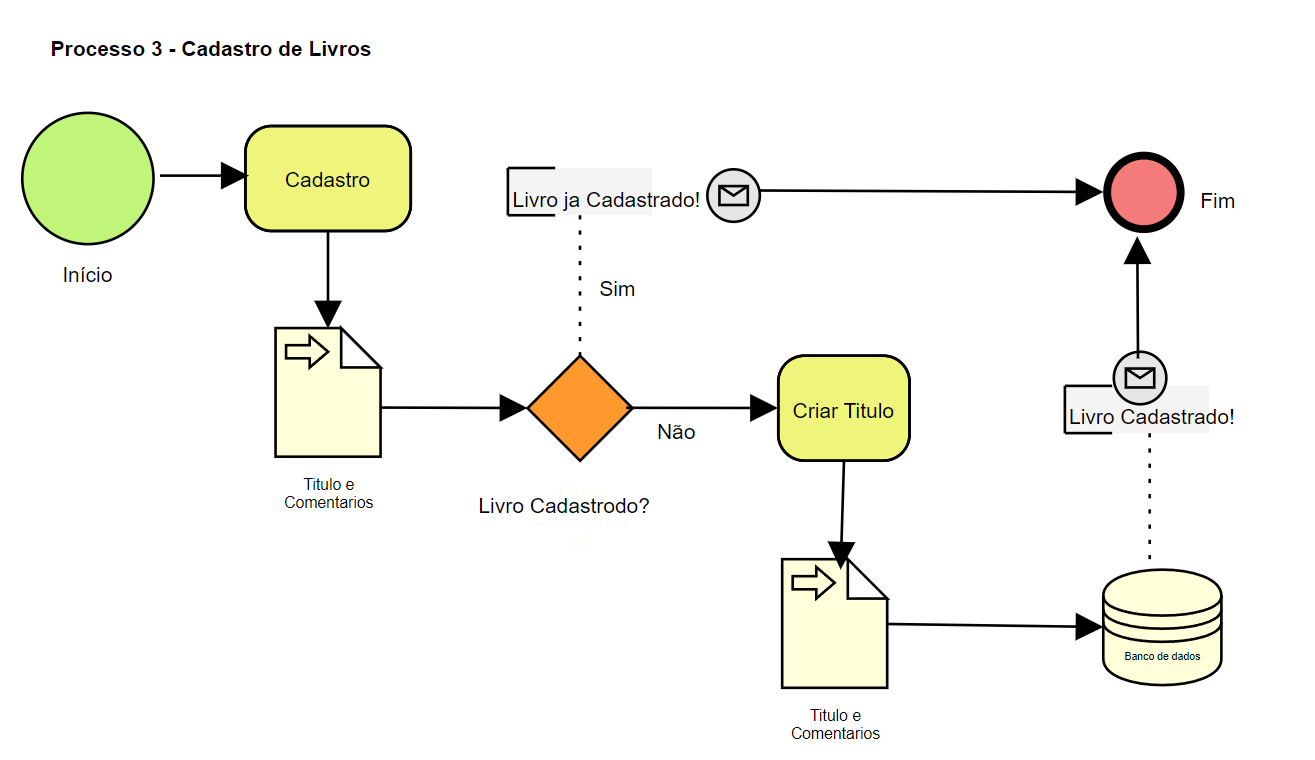 Processo 3 - Cadastro de Livros
Cadastro
Livro ja Cadastrado!
Fim
Início
Sim
Criar Titulo
Livro Cadastrado!
Não
Titulo e
Comentarios
Livro Cadastrodo?
Banco de dados
Titulo e
Comentarios